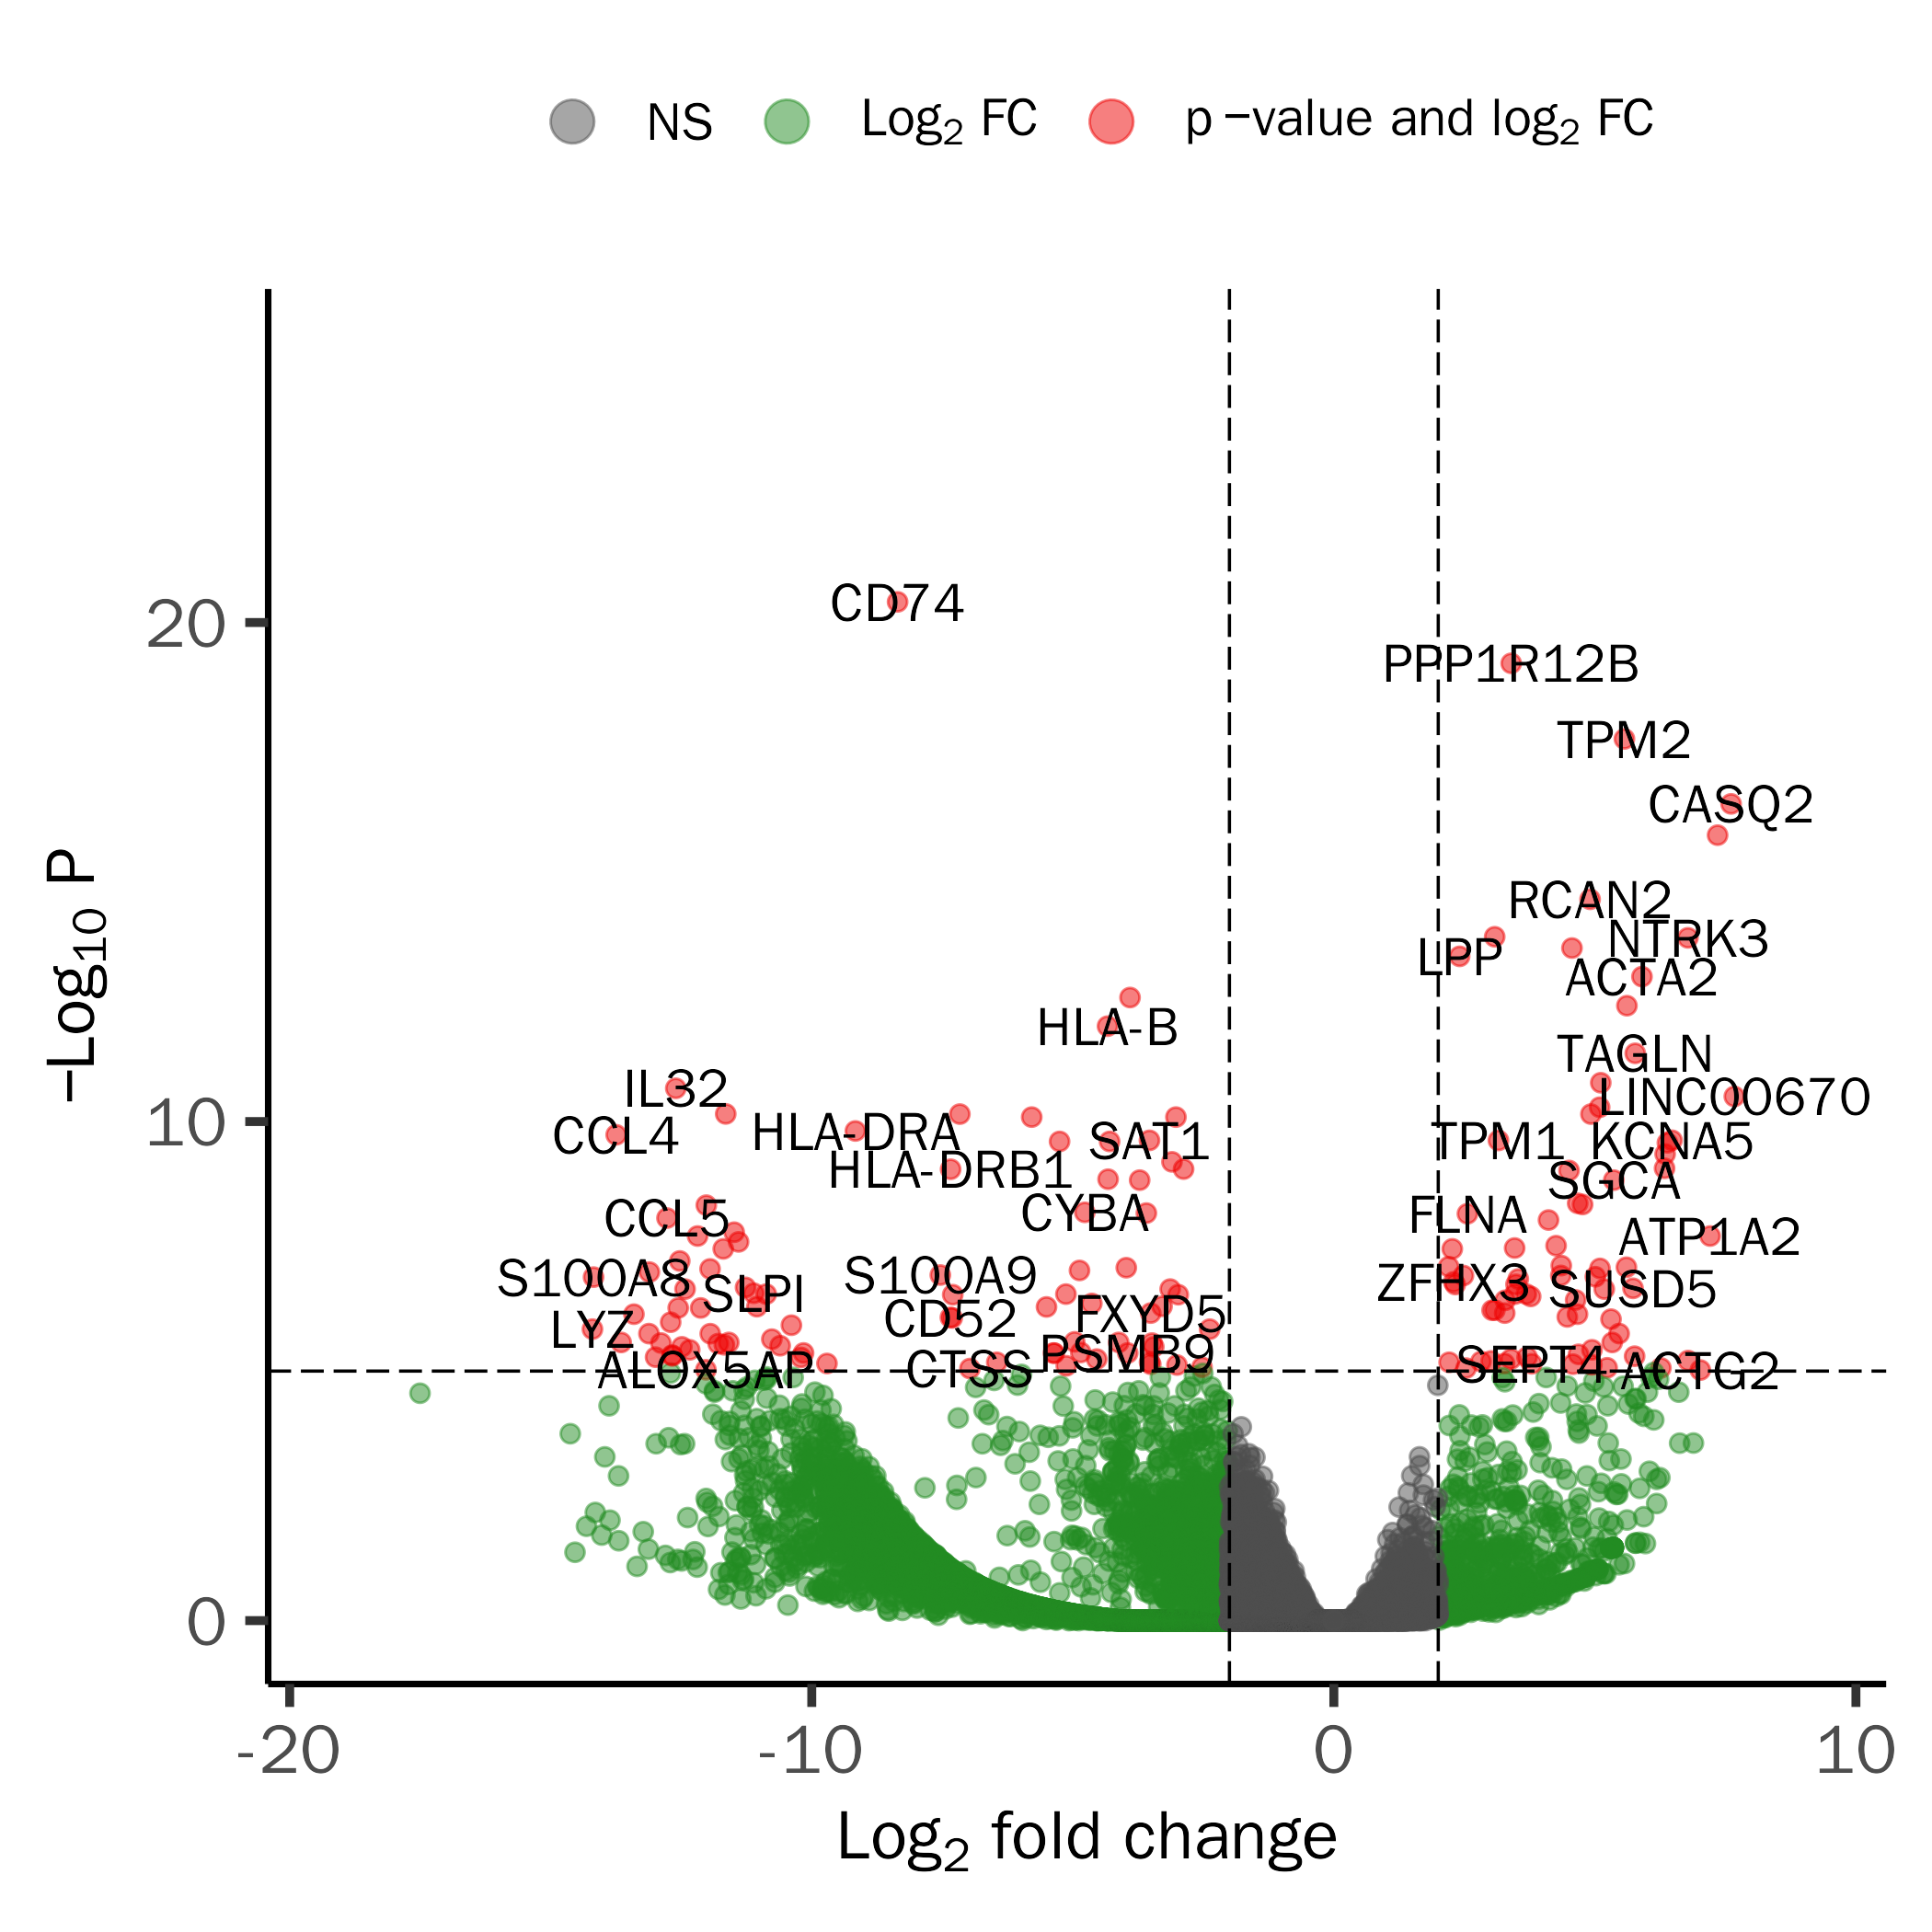 NS Log2 FC p −value and log2 FC
−Log10 P
20
10
0
CD74
PPP1R12B
TPM2
CASQ2
RCAN2
NTRK3
LPP
ACTA2
HLA-B
TAGLN
IL32
LINC00670
CCL4 HLA-DRA SAT1 TPM1 KCNA5
HLA-DRB1
SGCA
CCL5 CYBA FLNA
ATP1A2
S100A8 S100A9 ZFHX3
SLPI SUSD5
CD52 FXYD5
LYZ
PSMB9
ALOX5AP CTSS SEPT4 ACTG2
-20 -10 0 10
Log2 fold change